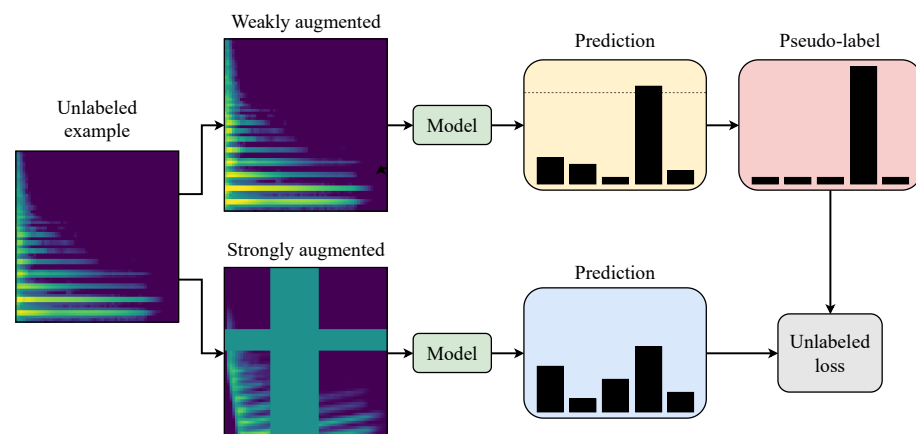 Weakly augmented
Prediction
Pseudo-label
Unlabeled
example
Model
Strongly augmented
Prediction
Model
Unlabeled
loss